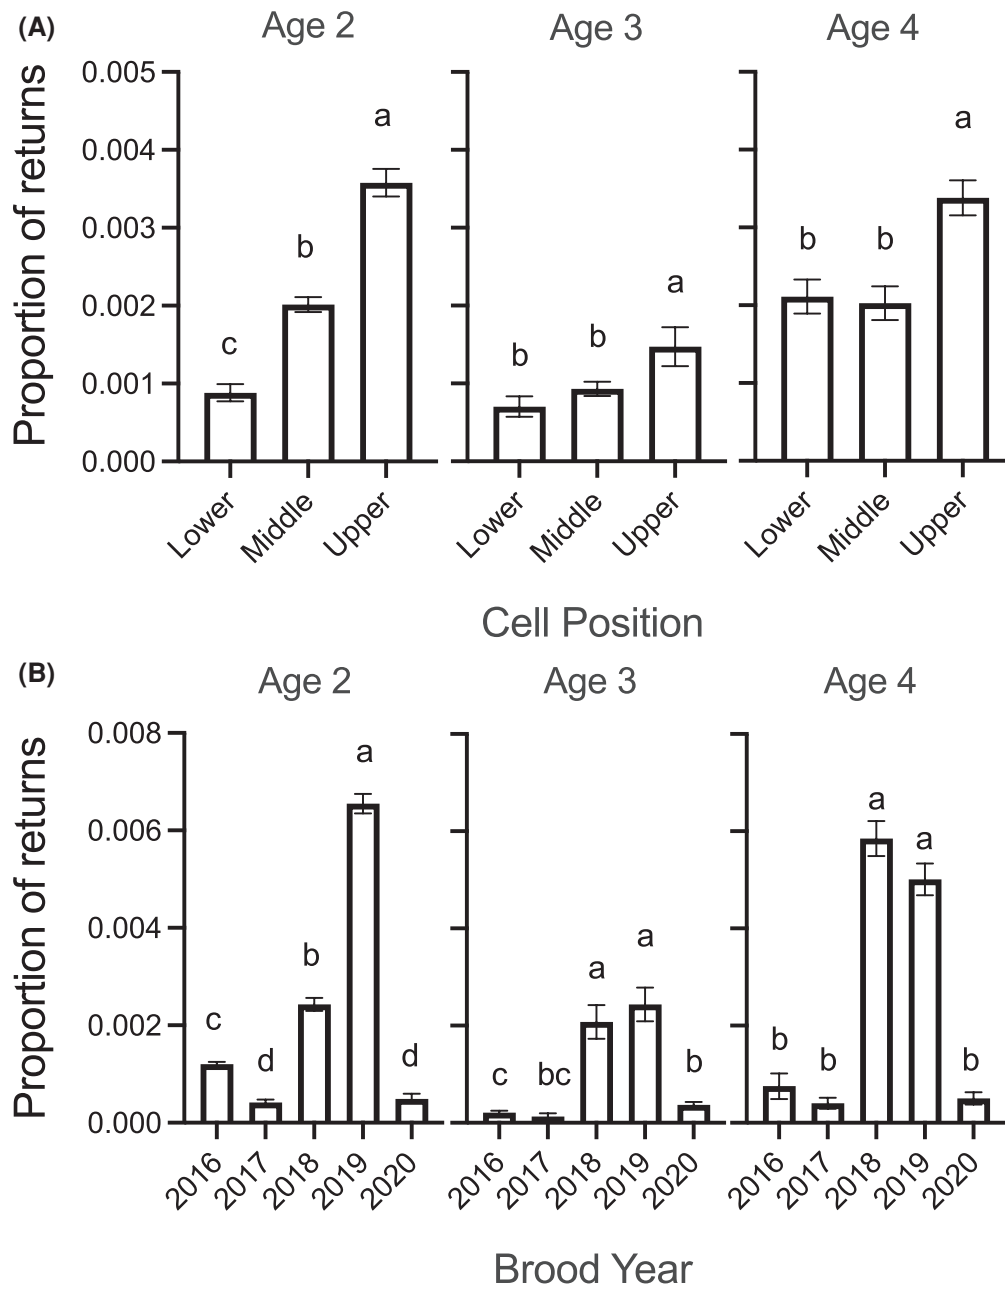 (A)
Age 2 Age 3 Age 4
Proportion of returns
0.005
0.004
0.003
0.002
0.001
0.000
a
b
c
a
b
b
a
b
b
Lower Middle Upper Lower Middle Upper Lower Middle Upper
Cell Position
(B)
Age 2 Age 3 Age 4
Proportion of returns
0.008
0.006
0.004
0.002
0.000
c
d
b
a
d
c
bc
a
a
b
b
b
a
a
b
2016 2017 2018 2019 2020 2016 2017 2018 2019 2020 2016 2017 2018 2019 2020
Brood Year